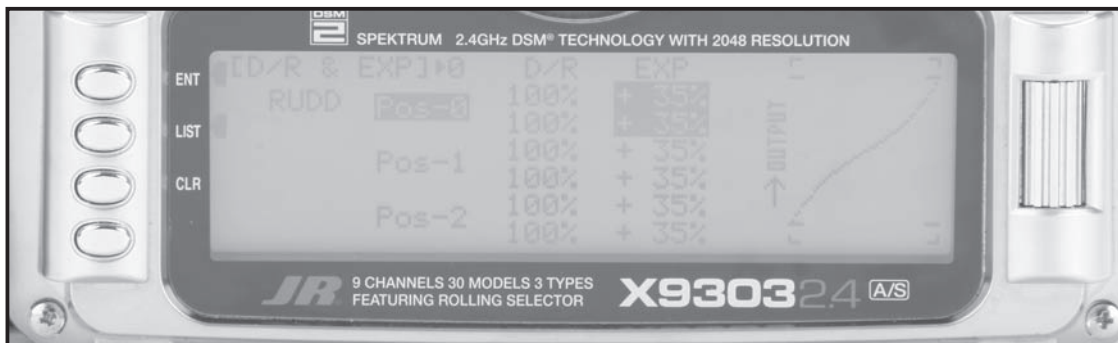 DSM
2
SPEKTRUM 2.4GHz DSM® TECHNOLOGY WITH 2048 RESOLUTION
ENT
LIST
CLR
[D/R & EXP]▸0 D/R EXP
RUDD Pos-0 100% + 35%
100% + 35%
Pos-1 100% + 35%
100% + 35%
Pos-2 100% + 35%
100% + 35%
→ OUTPUT
JR 9 CHANNELS 30 MODELS 3 TYPES
FEATURING ROLLING SELECTOR
X9303 2.4 A/S